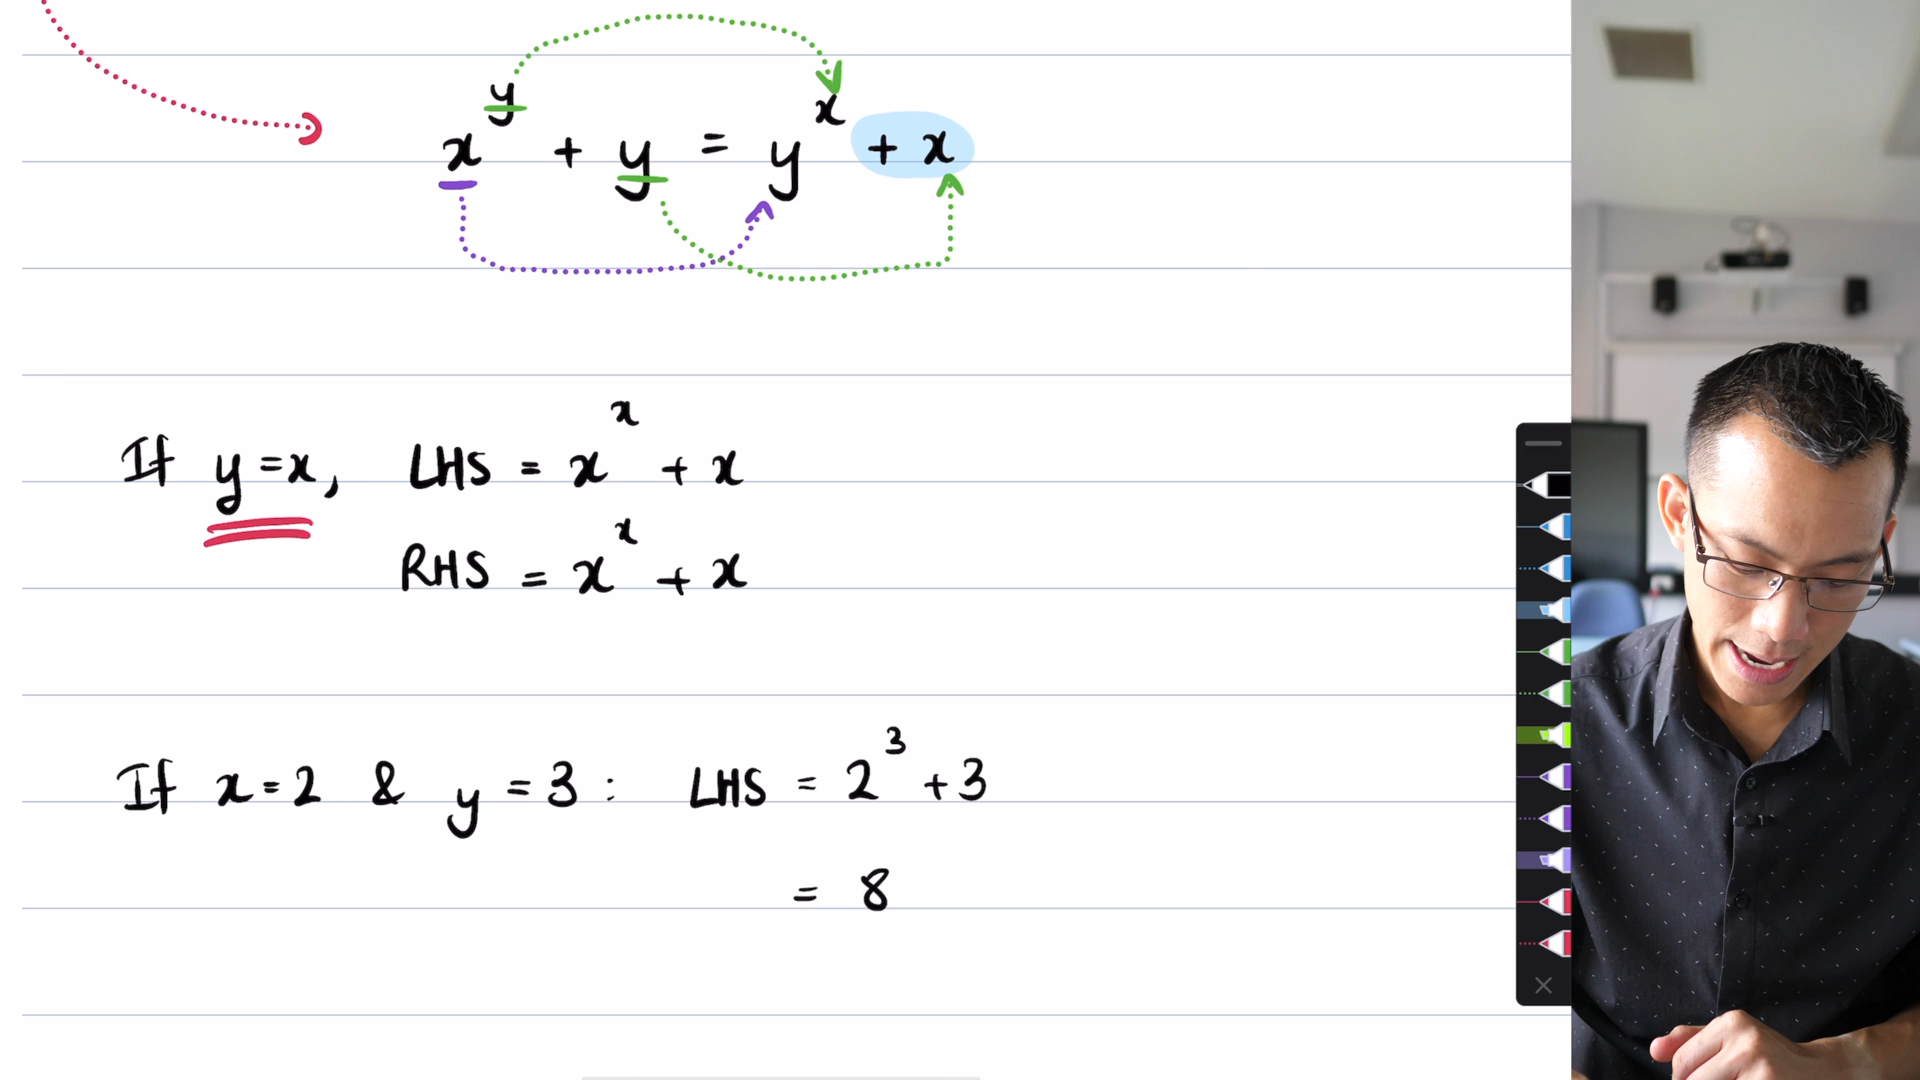 x^y + y = y^x + x
If y = x, LHS = x^x + x
RHS = x^x + x
If x = 2 & y = 3 : LHS = 2^3 + 3
= 8